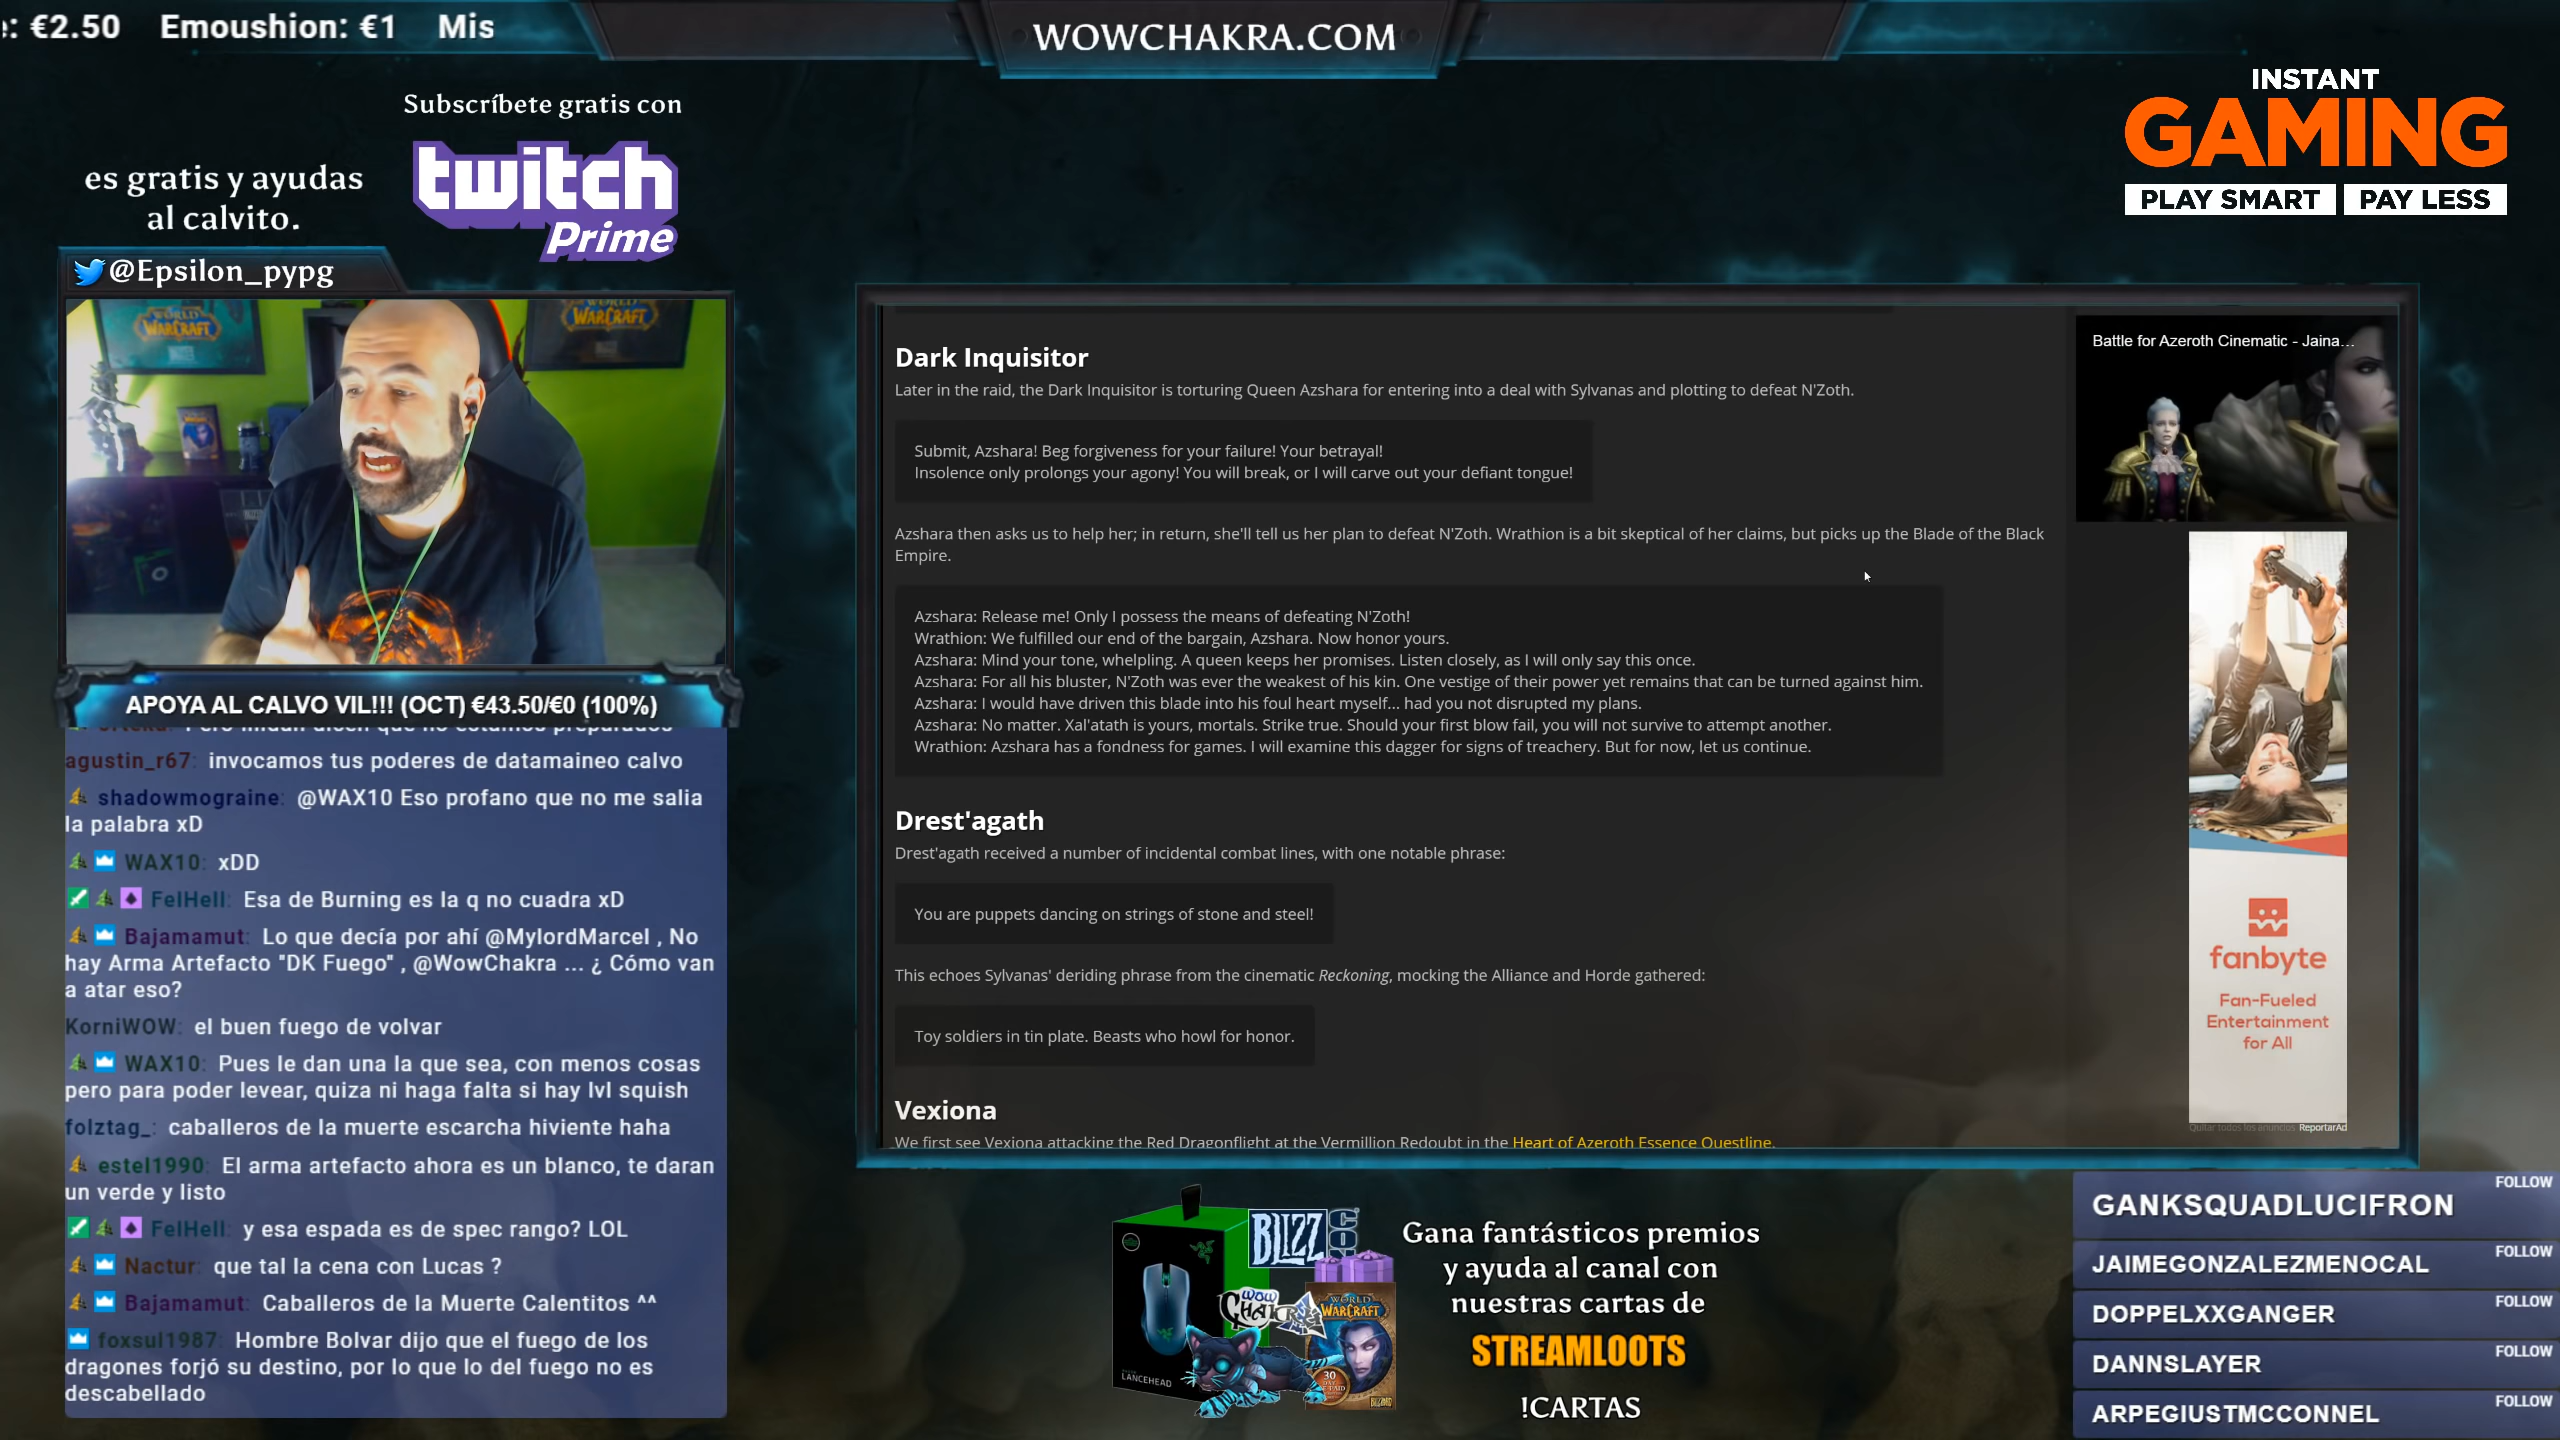 : €2.50 Emoushion: €1 Mis
WOWCHAKRA.COM
Subscríbete gratis con
twitch
Prime
es gratis y ayudas
al calvito.
INSTANT
GAMING
PLAY SMART PAY LESS
@Epsilon_pypg
WORLD
WARCRAFT
WORLD
WARCRAFT
APOYA AL CALVO VIL!!! (OCT) €43.50/€0 (100%)
agustin_r67: invocamos tus poderes de datamaineo calvo
shadowmograine: @WAX10 Eso profano que no me salia
la palabra xD
WAX10: xDD
FelHell: Esa de Burning es la q no cuadra xD
Bajamamut: Lo que decía por ahí @MylordMarcel , No
hay Arma Artefacto "DK Fuego" , @WowChakra ... ¿ Cómo van
a atar eso?
KorniWOW: el buen fuego de volvar
WAX10: Pues le dan una la que sea, con menos cosas
pero para poder levear, quiza ni haga falta si hay lvl squish
folztag_: caballeros de la muerte escarcha hiviente haha
estel1990: El arma artefacto ahora es un blanco, te daran
un verde y listo
FelHell: y esa espada es de spec rango? LOL
Nactur: que tal la cena con Lucas ?
Bajamamut: Caballeros de la Muerte Calentitos ^^
foxsul1987: Hombre Bolvar dijo que el fuego de los
dragones forjó su destino, por lo que lo del fuego no es
descabellado
Dark Inquisitor
Later in the raid, the Dark Inquisitor is torturing Queen Azshara for entering into a deal with Sylvanas and plotting to defeat N'Zoth.
Submit, Azshara! Beg forgiveness for your failure! Your betrayal!
Insolence only prolongs your agony! You will break, or I will carve out your defiant tongue!
Azshara then asks us to help her; in return, she'll tell us her plan to defeat N'Zoth. Wrathion is a bit skeptical of her claims, but picks up the Blade of the Black
Empire.
Azshara: Release me! Only I possess the means of defeating N'Zoth!
Wrathion: We fulfilled our end of the bargain, Azshara. Now honor yours.
Azshara: Mind your tone, whelpling. A queen keeps her promises. Listen closely, as I will only say this once.
Azshara: For all his bluster, N'Zoth was ever the weakest of his kin. One vestige of their power yet remains that can be turned against him.
Azshara: I would have driven this blade into his foul heart myself... had you not disrupted my plans.
Azshara: No matter. Xal'atath is yours, mortals. Strike true. Should your first blow fail, you will not survive to attempt another.
Wrathion: Azshara has a fondness for games. I will examine this dagger for signs of treachery. But for now, let us continue.
Drest'agath
Drest'agath received a number of incidental combat lines, with one notable phrase:
You are puppets dancing on strings of stone and steel!
This echoes Sylvanas' deriding phrase from the cinematic Reckoning, mocking the Alliance and Horde gathered:
Toy soldiers in tin plate. Beasts who howl for honor.
Vexiona
We first see Vexiona attacking the Red Dragonflight at the Vermillion Redoubt in the Heart of Azeroth Essence Questline.
Battle for Azeroth Cinematic - Jaina...
fanbyte
Fan-Fueled
Entertainment
for All
Quitar todos los anuncios ReportarAd
BLIZZ
CON
WOW
CHAKRA
WORLD
WARCRAFT
30
LANCEHEAD
Gana fantásticos premios
y ayuda al canal con
nuestras cartas de
STREAMLOOTS
!CARTAS
FOLLOW
GANKSQUADLUCIFRON
FOLLOW
JAIMEGONZALEZMENOCAL
FOLLOW
DOPPELXXGANGER
FOLLOW
DANNSLAYER
FOLLOW
ARPEGIUSTMCCONNEL